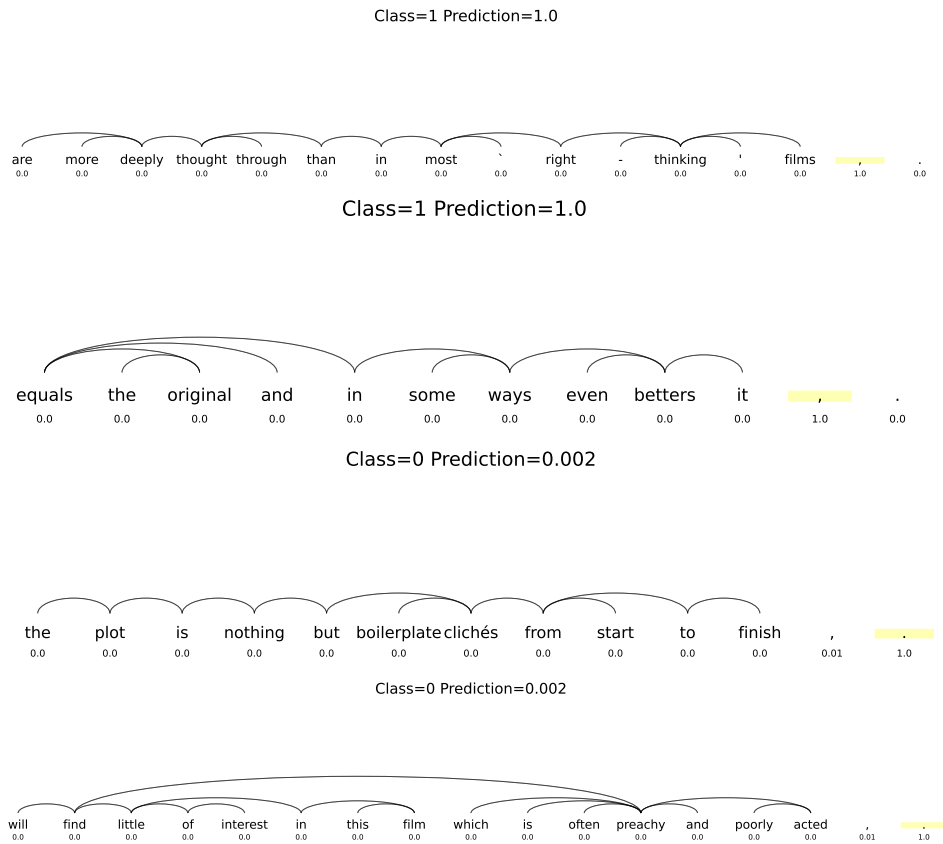 Class=1 Prediction=1.0
are more deeply thought through than in most ` right - thinking ' films , .
0.0 0.0 0.0 0.0 0.0 0.0 0.0 0.0 0.0 0.0 0.0 0.0 0.0 0.0 1.0 0.0
Class=1 Prediction=1.0
equals the original and in some ways even betters it , .
0.0 0.0 0.0 0.0 0.0 0.0 0.0 0.0 0.0 0.0 1.0 0.0
Class=0 Prediction=0.002
the plot is nothing but boilerplate clichés from start to finish , .
0.0 0.0 0.0 0.0 0.0 0.0 0.0 0.0 0.0 0.0 0.0 0.01 1.0
Class=0 Prediction=0.002
will find little of interest in this film which is often preachy and poorly acted , .
0.0 0.0 0.0 0.0 0.0 0.0 0.0 0.0 0.0 0.0 0.0 0.0 0.0 0.0 0.0 0.01 1.0